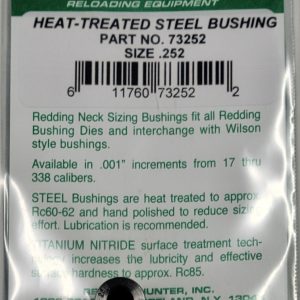 RELOADING EQUIPMENT
HEAT-TREATED STEEL BUSHING
PART NO. 73252
SIZE .252
6 11760 73252 2
Redding Neck Sizing Bushings fit all Redding
Bushing Dies and interchange with Wilson
style bushings.
Available in .001" increments from 17 thru
338 calibers.
STEEL Bushings are heat treated to approx.
Rc60-62 and hand polished to reduce sizing
effort. Lubrication is recommended.
TITANIUM NITRIDE surface treatment tech-
increases the lubricity and effective
hardness to approx. Rc85.
HUNTER, INC.
N.Y.